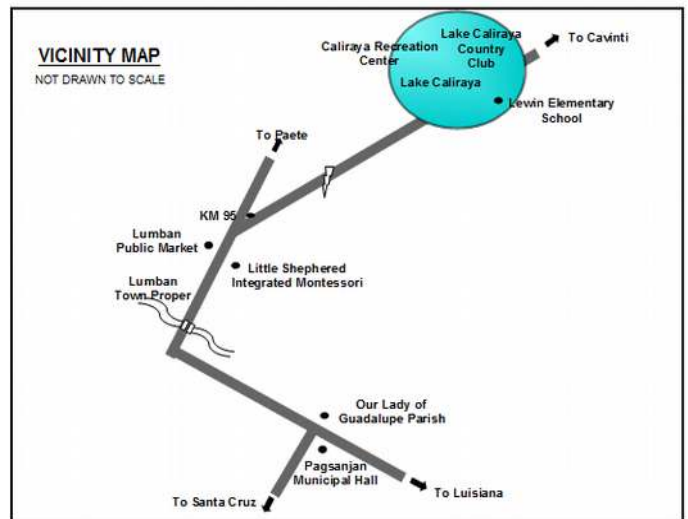 VICINITY MAP
NOT DRAWN TO SCALE
Caliraya Recreation
Center
Lake Caliraya
Country
Club
To Cavinti
Lake Caliraya
Lewin Elementary
School
To Paete
KM 95
Lumban
Public Market
Little Shephered
Integrated Montessori
Lumban
Town Proper
Our Lady of
Guadalupe Parish
Pagsanjan
Municipal Hall
To Luisiana
To Santa Cruz